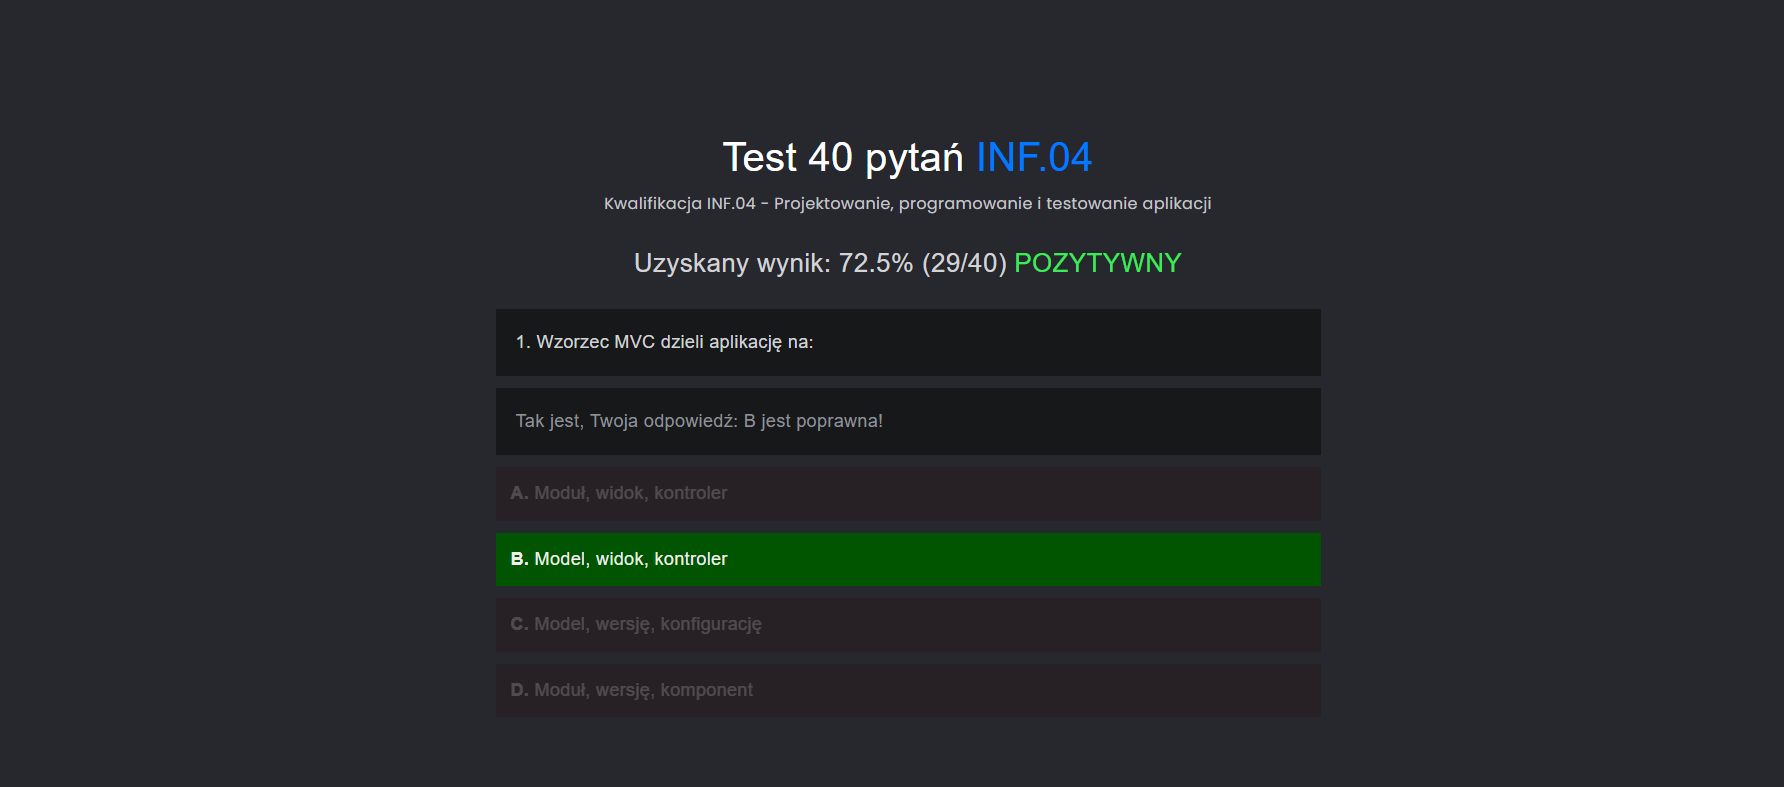 Test 40 pytań INF.04
Kwalifikacja INF.04 - Projektowanie, programowanie i testowanie aplikacji
Uzyskany wynik: 72.5% (29/40) POZYTYWNY
1. Wzorzec MVC dzieli aplikację na:
Tak jest, Twoja odpowiedź: B jest poprawna!
A. Moduł, widok, kontroler
B. Model, widok, kontroler
C. Model, wersję, konfigurację
D. Moduł, wersję, komponent